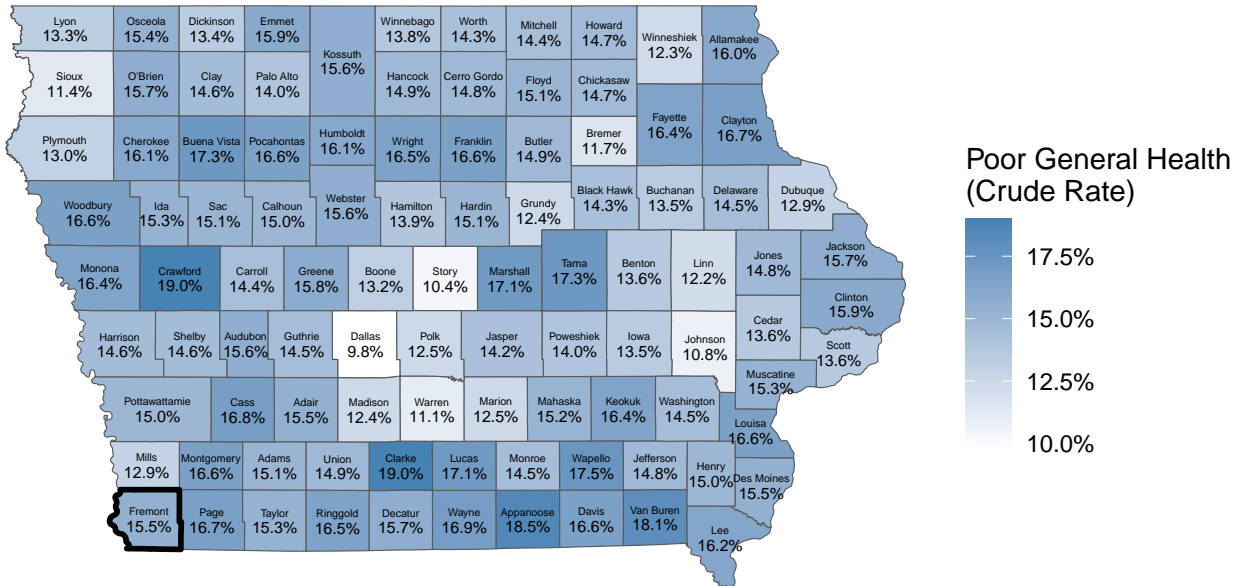 Lyon
13.3%
Osceola
15.4%
Dickinson
13.4%
Emmet
15.9%
Kossuth
15.6%
Winnebago
13.8%
Worth
14.3%
Mitchell
14.4%
Howard
14.7%
Winneshiek
12.3%
Allamakee
16.0%
Sioux
11.4%
O'Brien
15.7%
Clay
14.6%
Palo Alto
14.0%
Hancock
14.9%
Cerro Gordo
14.8%
Floyd
15.1%
Chickasaw
14.7%
Fayette
16.4%
Clayton
16.7%
Plymouth
13.0%
Cherokee
16.1%
Buena Vista
17.3%
Pocahontas
16.6%
Humboldt
16.1%
Wright
16.5%
Franklin
16.6%
Butler
14.9%
Bremer
11.7%
Woodbury
16.6%
Ida
15.3%
Sac
15.1%
Calhoun
15.0%
Webster
15.6%
Hamilton
13.9%
Hardin
15.1%
Grundy
12.4%
Black Hawk
14.3%
Buchanan
13.5%
Delaware
14.5%
Dubuque
12.9%
Monona
16.4%
Crawford
19.0%
Carroll
14.4%
Greene
15.8%
Boone
13.2%
Story
10.4%
Marshall
17.1%
Tama
17.3%
Benton
13.6%
Linn
12.2%
Jones
14.8%
Jackson
15.7%
Clinton
15.9%
Harrison
14.6%
Shelby
14.6%
Audubon
15.6%
Guthrie
14.5%
Dallas
9.8%
Polk
12.5%
Jasper
14.2%
Poweshiek
14.0%
Iowa
13.5%
Johnson
10.8%
Cedar
13.6%
Scott
13.6%
Muscatine
15.3%
Pottawattamie
15.0%
Cass
16.8%
Adair
15.5%
Madison
12.4%
Warren
11.1%
Marion
12.5%
Mahaska
15.2%
Keokuk
16.4%
Washington
14.5%
Louisa
16.6%
Mills
12.9%
Montgomery
16.6%
Adams
15.1%
Union
14.9%
Clarke
19.0%
Lucas
17.1%
Monroe
14.5%
Wapello
17.5%
Jefferson
14.8%
Henry
15.0%
Des Moines
15.5%
Fremont
15.5%
Page
16.7%
Taylor
15.3%
Ringgold
16.5%
Decatur
15.7%
Wayne
16.9%
Appanoose
18.5%
Davis
16.6%
Van Buren
18.1%
Lee
16.2%
Poor General Health
(Crude Rate)
17.5%
15.0%
12.5%
10.0%